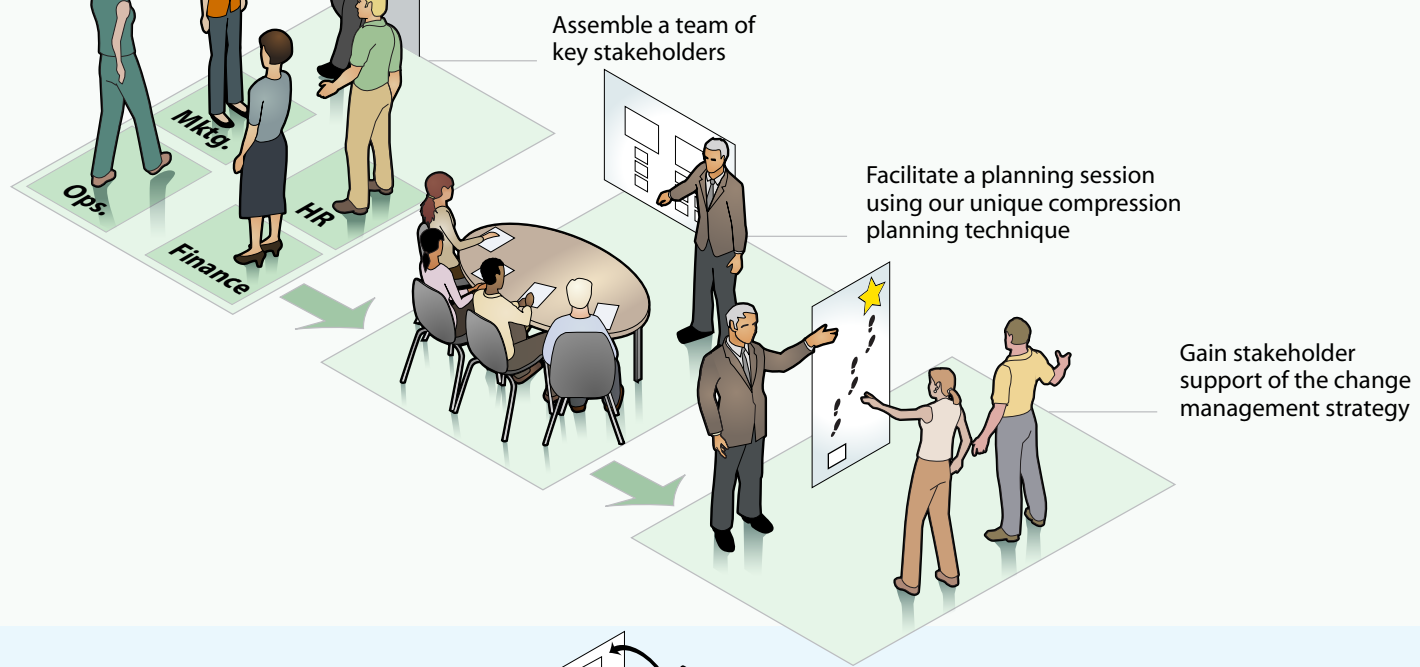 Assemble a team of
key stakeholders
Mktg.
Ops.
HR
Finance
Facilitate a planning session
using our unique compression
planning technique
Gain stakeholder
support of the change
management strategy